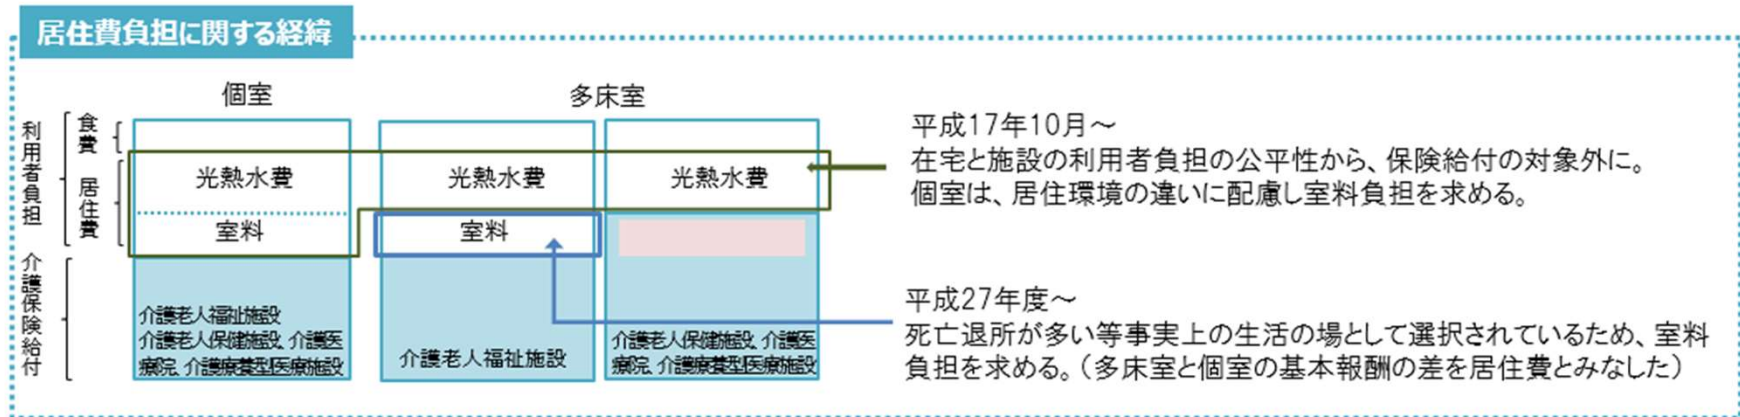 居住費負担に関する経緯
個室
多床室
利用者負担
食費
居住費
介護保険給付
光熱水費
室料
介護老人福祉施設
介護老人保健施設、介護医
療院、介護療養型医療施設
光熱水費
室料
介護老人福祉施設
光熱水費
介護老人保健施設、介護医
療院、介護療養型医療施設
平成17年10月～
在宅と施設の利用者負担の公平性から、保険給付の対象外に。
個室は、居住環境の違いに配慮し室料負担を求める。
平成27年度～
死亡退所が多い等事実上の生活の場として選択されているため、室料
負担を求める。（多床室と個室の基本報酬の差を居住費とみなした）